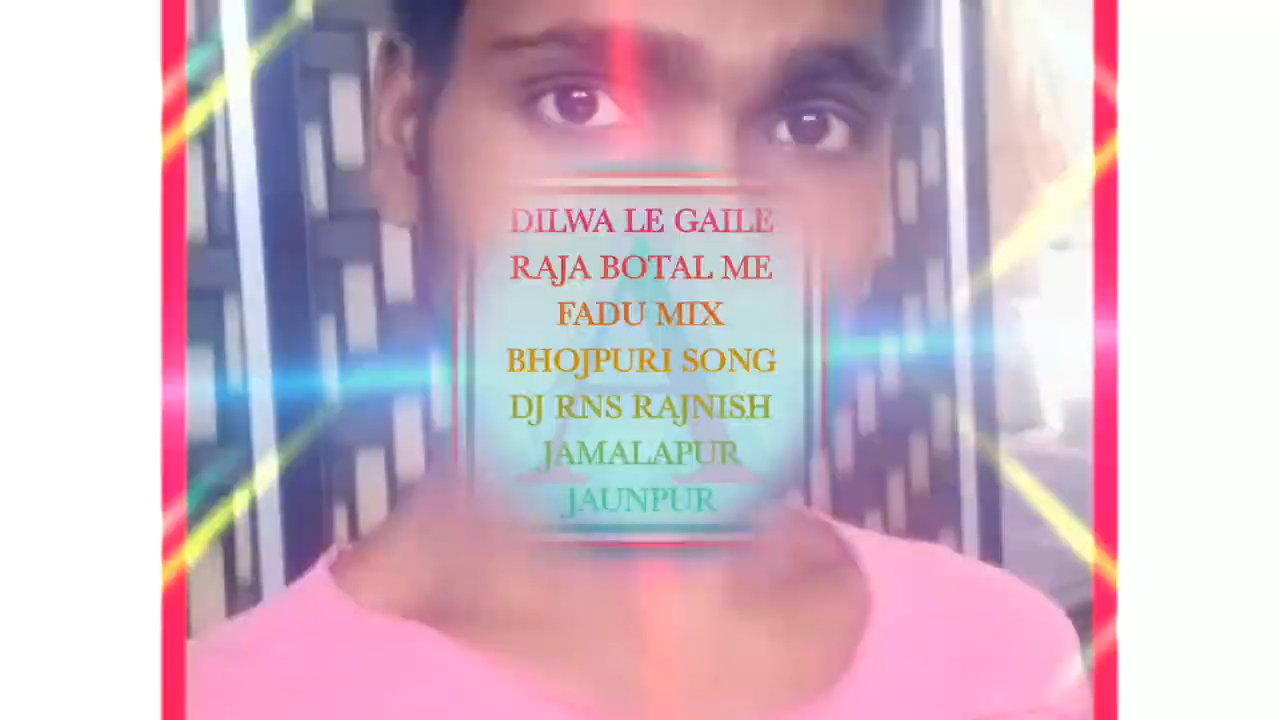 DILWA LE GAILE
RAJA BOTAL ME
FADU MIX
BHOJPURI SONG
DJ RNS RAJNISH
JAMALAPUR
JAUNPUR
A